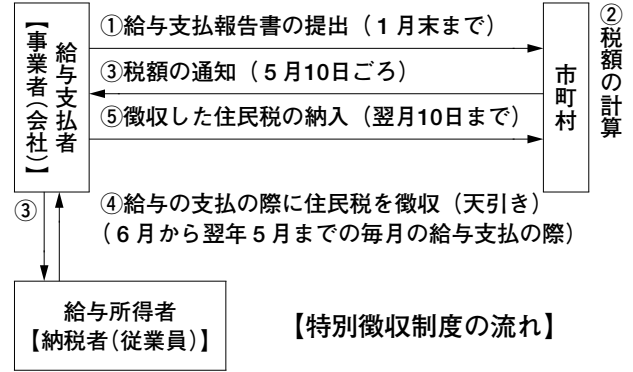 ①給与支払報告書の提出（１月末まで）
②税額の計算
給与支払者
【事業者（会社）】
③税額の通知（５月10日ごろ）
市町村
⑤徴収した住民税の納入（翌月10日まで）
③
④給与の支払の際に住民税を徴収（天引き）
（６月から翌年５月までの毎月の給与支払の際）
給与所得者
【納税者（従業員）】
【特別徴収制度の流れ】